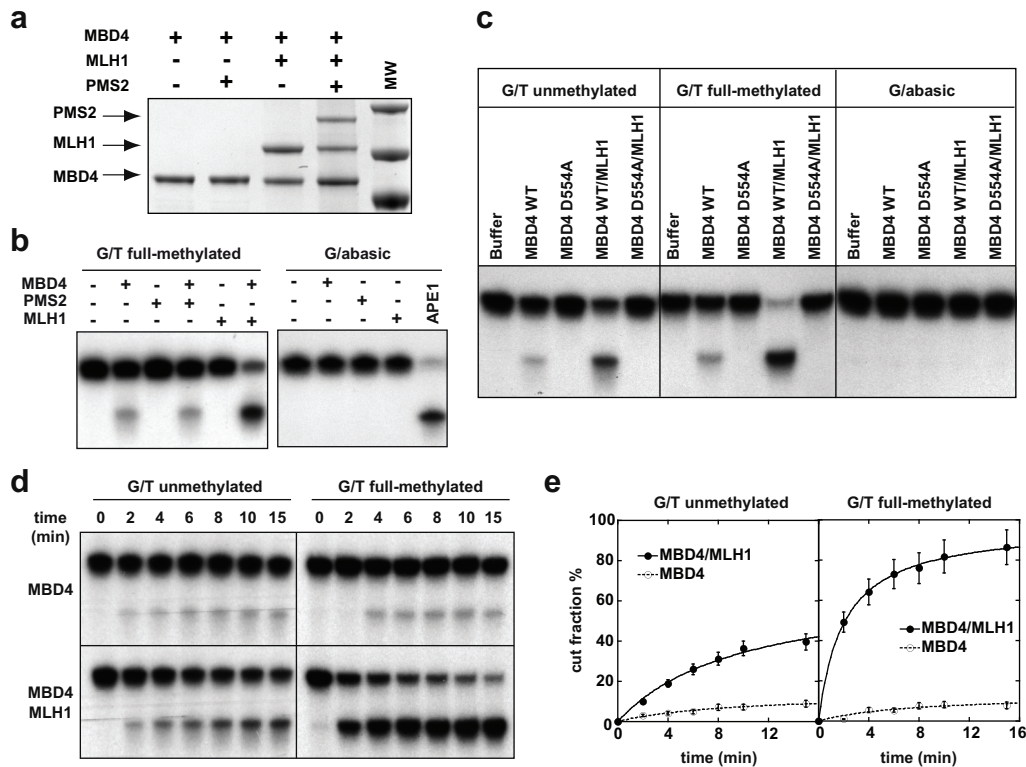 a
MBD4 + + + +
MLH1 - - + +
PMS2 - + - +
MW
PMS2
MLH1
MBD4
b
G/T full-methylated G/abasic
MBD4 - + - + - + - + - -
PMS2 - - + + - - - - + -
MLH1 - - - - + + - - - +
APE1
c
G/T unmethylated G/T full-methylated G/abasic
Buffer MBD4 WT MBD4 D554A MBD4 WT/MLH1 MBD4 D554A/MLH1 Buffer MBD4 WT MBD4 D554A MBD4 WT/MLH1 MBD4 D554A/MLH1 Buffer MBD4 WT MBD4 D554A MBD4 WT/MLH1 MBD4 D554A/MLH1
d
G/T unmethylated G/T full-methylated
time (min) 0 2 4 6 8 10 15 0 2 4 6 8 10 15
MBD4
MBD4
MLH1
e
G/T unmethylated G/T full-methylated
100
80
60
40
20
0
cut fraction %
MBD4/MLH1
MBD4
MBD4/MLH1
MBD4
0 4 8 12 0 4 8 12 16
time (min) time (min)